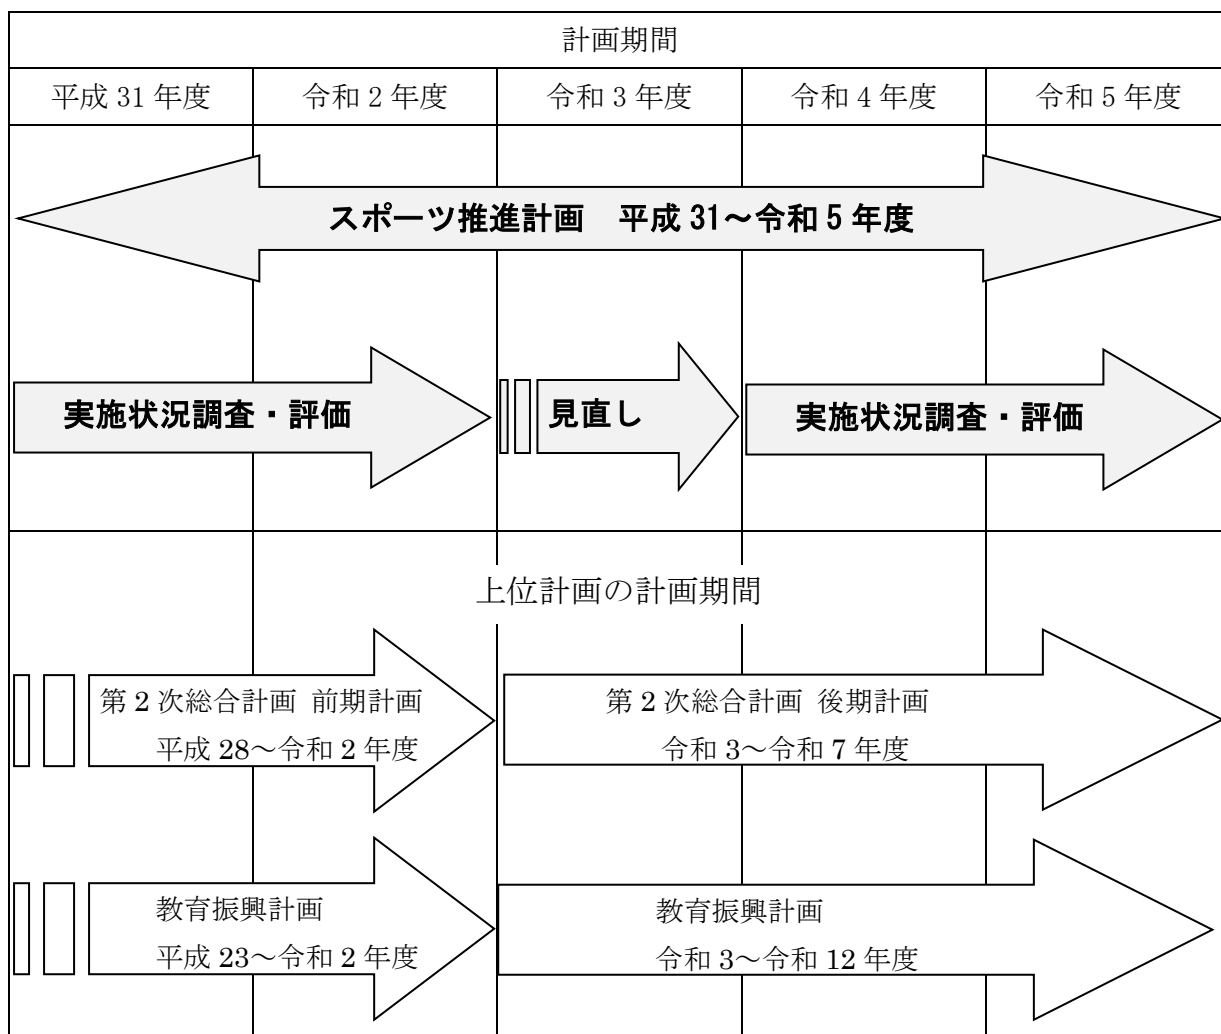 計画期間
平成 31 年度
令和 2 年度
令和 3 年度
令和 4 年度
令和 5 年度
スポーツ推進計画　平成 31～令和 5 年度
実施状況調査・評価
見直し
実施状況調査・評価
上位計画の計画期間
第 2 次総合計画 前期計画
平成 28～令和 2 年度
第 2 次総合計画 後期計画
令和 3～令和 7 年度
教育振興計画
平成 23～令和 2 年度
教育振興計画
令和 3～令和 12 年度